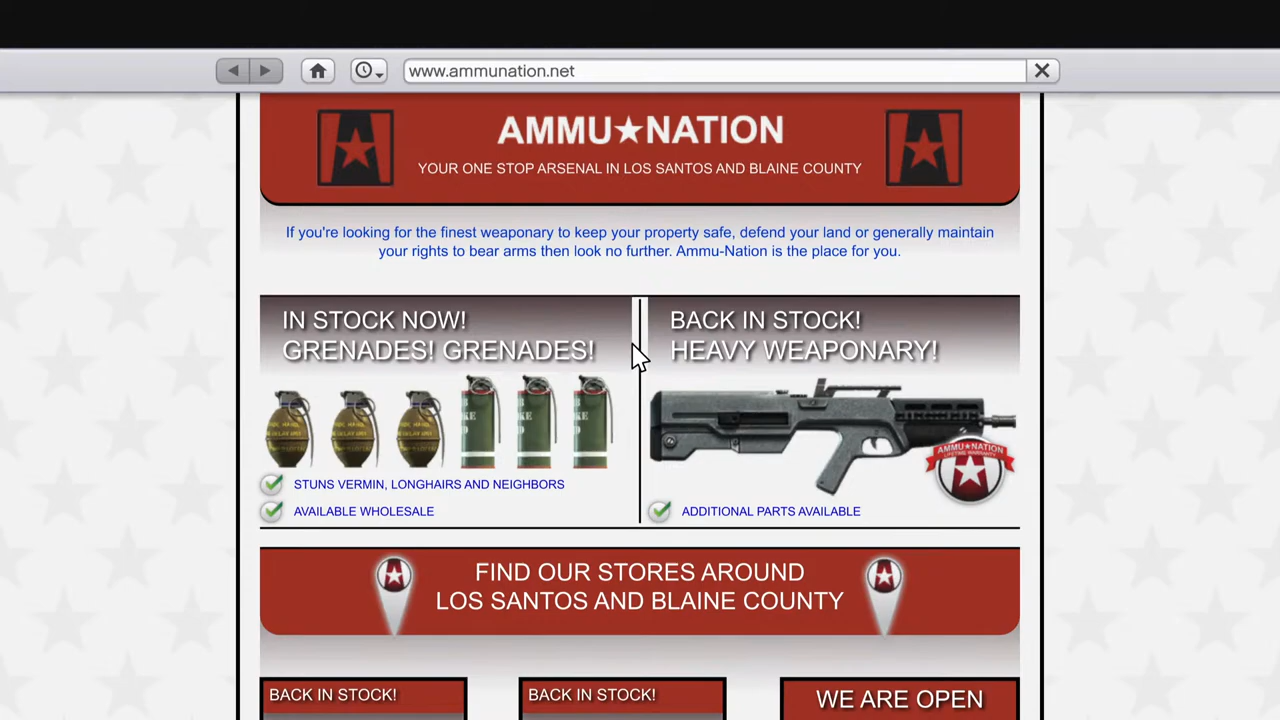 www.ammunation.net
AMMU★NATION
YOUR ONE STOP ARSENAL IN LOS SANTOS AND BLAINE COUNTY
If you're looking for the finest weaponary to keep your property safe, defend your land or generally maintain
your rights to bear arms then look no further. Ammu-Nation is the place for you.
IN STOCK NOW!
GRENADES! GRENADES!
STUNS VERMIN, LONGHAIRS AND NEIGHBORS
AVAILABLE WHOLESALE
BACK IN STOCK!
HEAVY WEAPONARY!
AMMU★NATION
LIFETIME WARRANTY
ADDITIONAL PARTS AVAILABLE
FIND OUR STORES AROUND
LOS SANTOS AND BLAINE COUNTY
BACK IN STOCK!
BACK IN STOCK!
WE ARE OPEN